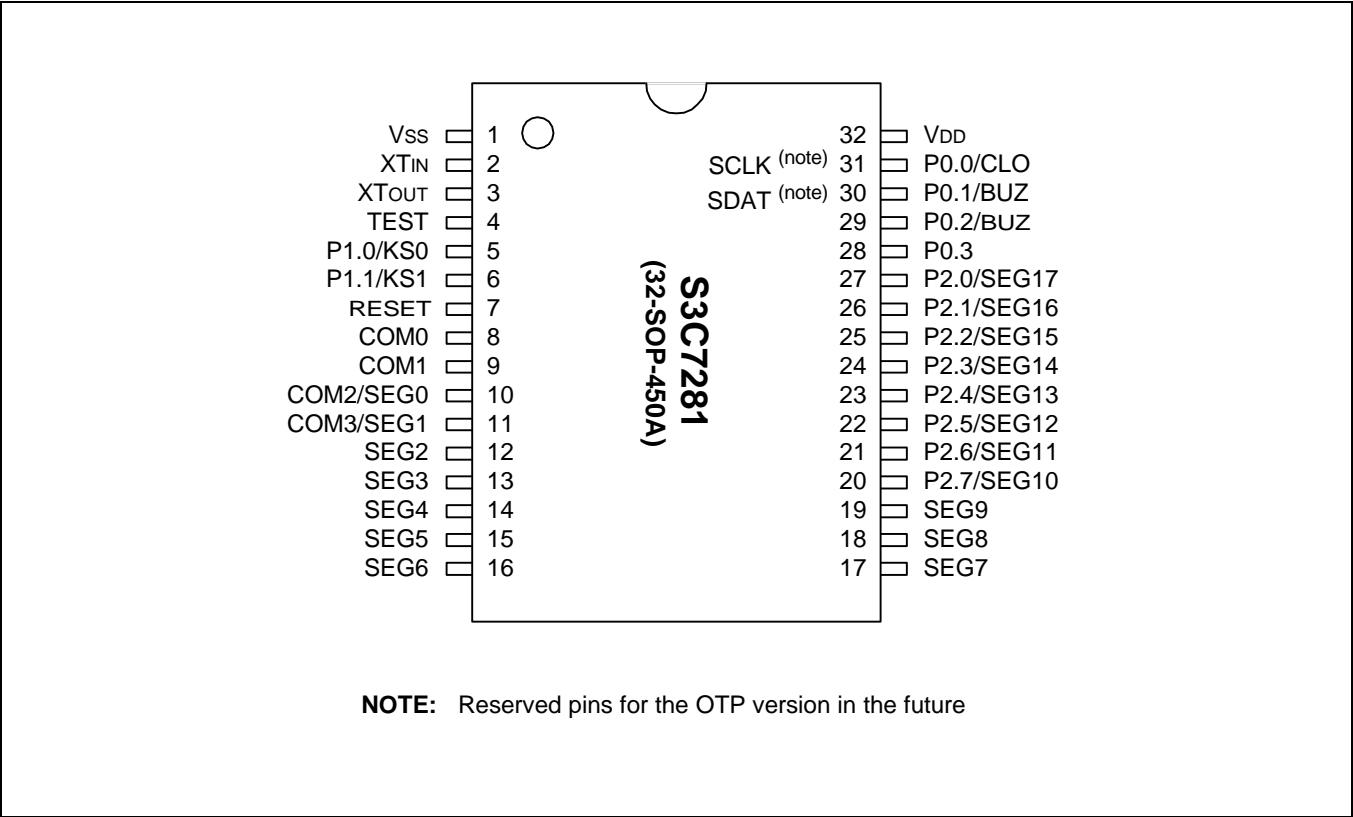 VSS 1 32 VDD
XTIN 2 SCLK (note) 31 P0.0/CLO
XTOUT 3 SDAT (note) 30 P0.1/BUZ
TEST 4 29 P0.2/BUZ
P1.0/KS0 5 28 P0.3
P1.1/KS1 6 27 P2.0/SEG17
RESET 7 26 P2.1/SEG16
COM0 8 25 P2.2/SEG15
COM1 9 24 P2.3/SEG14
COM2/SEG0 10 23 P2.4/SEG13
COM3/SEG1 11 22 P2.5/SEG12
SEG2 12 21 P2.6/SEG11
SEG3 13 20 P2.7/SEG10
SEG4 14 19 SEG9
SEG5 15 18 SEG8
SEG6 16 17 SEG7
S3C7281
(32-SOP-450A)
NOTE: Reserved pins for the OTP version in the future